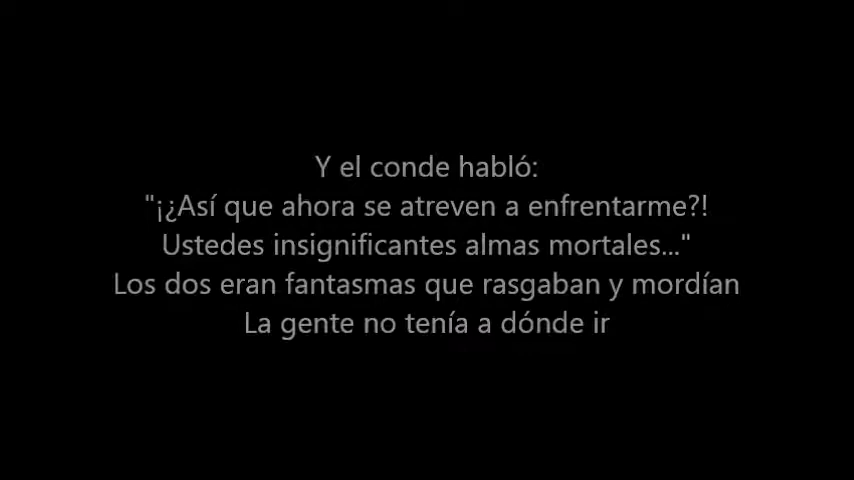 Y el conde habló:
"¡¿Así que ahora se atreven a enfrentarme?!
Ustedes insignificantes almas mortales..."
Los dos eran fantasmas que rasgaban y mordían
La gente no tenía a dónde ir